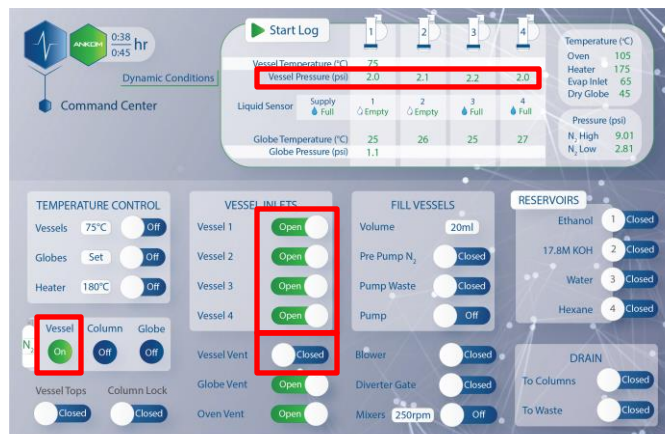 ANKOM 0:38 0:45 hr
Start Log 1 2 3 4
Temperature (°C)
Oven 105
Heater 175
Evap Inlet 65
Dry Globe 45
Vessel Temperature (°C) 75
Dynamic Conditions
Vessel Pressure (psi) 2.0 2.1 2.2 2.0
Command Center
Liquid Sensor Supply Full 1 Empty 2 Empty 3 Full 4 Full
Pressure (psi)
N2 High 9.01
N2 Low 2.81
Globe Temperature (°C) 25 26 25 27
Globe Pressure (psi) 1.1
TEMPERATURE CONTROL
Vessels 75°C Off
Globes Set Off
Heater 180°C Off
VESSEL INLETS
Vessel 1 Open
Vessel 2 Open
Vessel 3 Open
Vessel 4 Open
FILL VESSELS
Volume 20ml
Pre Pump N2 Closed
Pump Waste Closed
Pump Off
RESERVOIRS
Ethanol 1 Closed
17.8M KOH 2 Closed
Water 3 Closed
Hexane 4 Closed
Vessel Column Globe
N2 On Off Off
Vessel Tops Column Lock
Closed Closed
Vessel Vent Closed
Globe Vent Open
Oven Vent Open
Blower Closed
Diverter Gate Closed
Mixers 250rpm Off
DRAIN
To Columns Closed
To Waste Closed